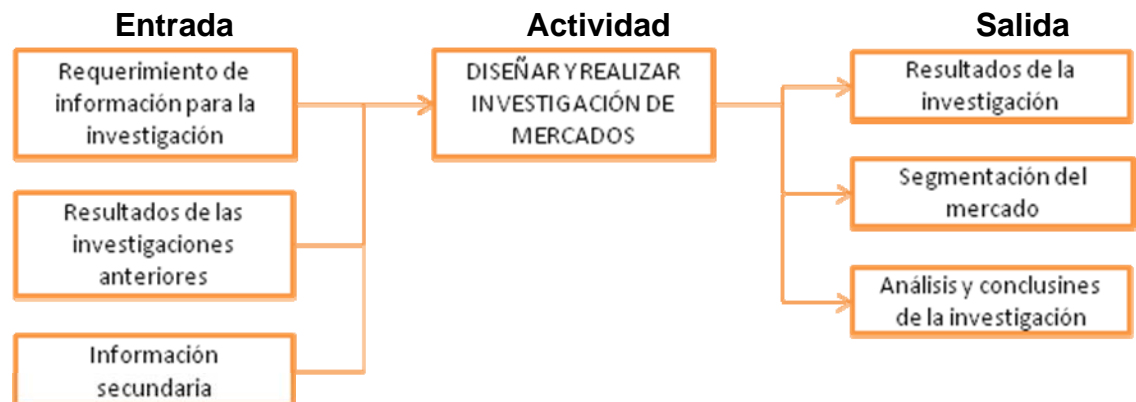 Entrada
Actividad
Salida
Requerimiento de
información para la
investigación
DISEÑAR Y REALIZAR
INVESTIGACIÓN DE
MERCADOS
Resultados de la
investigación
Resultados de las
investigaciones
anteriores
Segmentación del
mercado
Información
secundaria
Análisis y conclusines
de la investigación